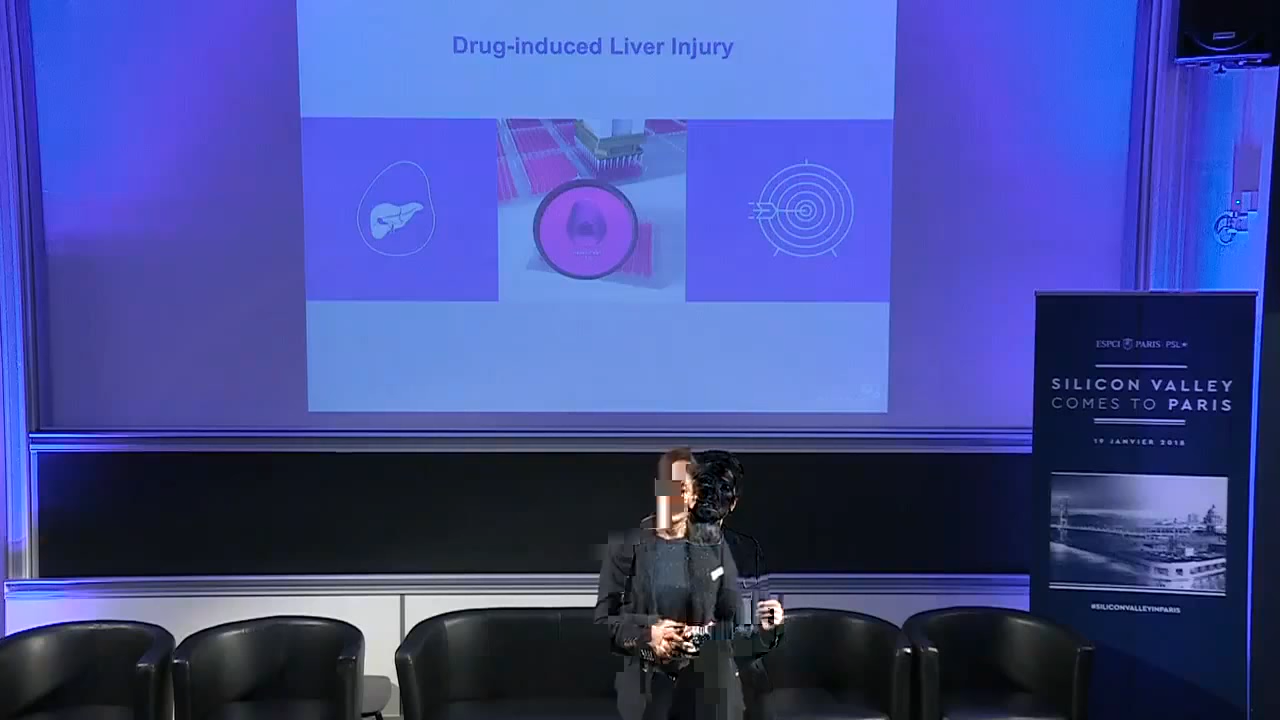 Drug-induced Liver Injury
ESPCI PARIS PSL
SILICON VALLEY
COMES TO PARIS
19 JANVIER 2018
#SILICONVALLEYINPARIS